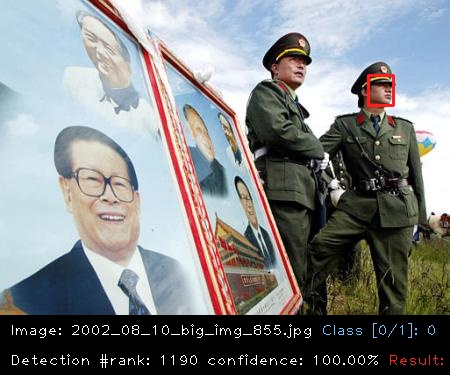 Image: 2002_08_10_big_img_855.jpg Class [0/1]: 0
Detection #rank: 1190 confidence: 100.00% Result: